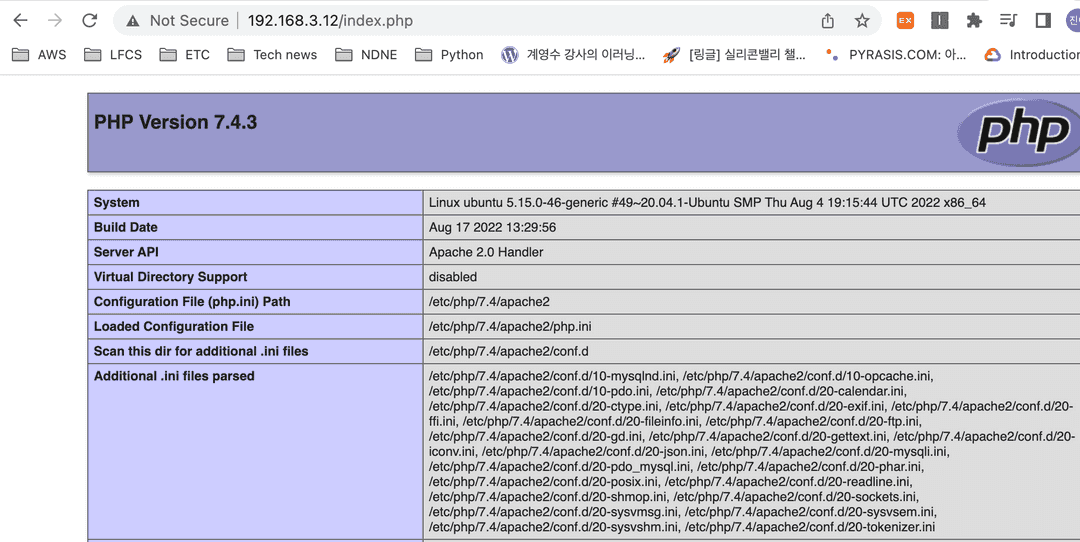 Not Secure 192.168.3.12/index.php
AWS LFCS ETC Tech news NDNE Python 계영수 강사의 이러닝... [링글] 실리콘밸리 챌... PYRASIS.COM: 아... Introduction
PHP Version 7.4.3
php
System Linux ubuntu 5.15.0-46-generic #49~20.04.1-Ubuntu SMP Thu Aug 4 19:15:44 UTC 2022 x86_64
Build Date Aug 17 2022 13:29:56
Server API Apache 2.0 Handler
Virtual Directory Support disabled
Configuration File (php.ini) Path /etc/php/7.4/apache2
Loaded Configuration File /etc/php/7.4/apache2/php.ini
Scan this dir for additional .ini files /etc/php/7.4/apache2/conf.d
Additional .ini files parsed /etc/php/7.4/apache2/conf.d/10-mysqlnd.ini, /etc/php/7.4/apache2/conf.d/10-opcache.ini,
/etc/php/7.4/apache2/conf.d/10-pdo.ini, /etc/php/7.4/apache2/conf.d/20-calendar.ini,
/etc/php/7.4/apache2/conf.d/20-ctype.ini, /etc/php/7.4/apache2/conf.d/20-exif.ini, /etc/php/7.4/apache2/conf.d/20-
ffi.ini, /etc/php/7.4/apache2/conf.d/20-fileinfo.ini, /etc/php/7.4/apache2/conf.d/20-ftp.ini,
/etc/php/7.4/apache2/conf.d/20-gd.ini, /etc/php/7.4/apache2/conf.d/20-gettext.ini, /etc/php/7.4/apache2/conf.d/20-
iconv.ini, /etc/php/7.4/apache2/conf.d/20-json.ini, /etc/php/7.4/apache2/conf.d/20-mysqli.ini,
/etc/php/7.4/apache2/conf.d/20-pdo_mysql.ini, /etc/php/7.4/apache2/conf.d/20-phar.ini,
/etc/php/7.4/apache2/conf.d/20-posix.ini, /etc/php/7.4/apache2/conf.d/20-readline.ini,
/etc/php/7.4/apache2/conf.d/20-shmop.ini, /etc/php/7.4/apache2/conf.d/20-sockets.ini,
/etc/php/7.4/apache2/conf.d/20-sysvmsg.ini, /etc/php/7.4/apache2/conf.d/20-sysvsem.ini,
/etc/php/7.4/apache2/conf.d/20-sysvshm.ini, /etc/php/7.4/apache2/conf.d/20-tokenizer.ini